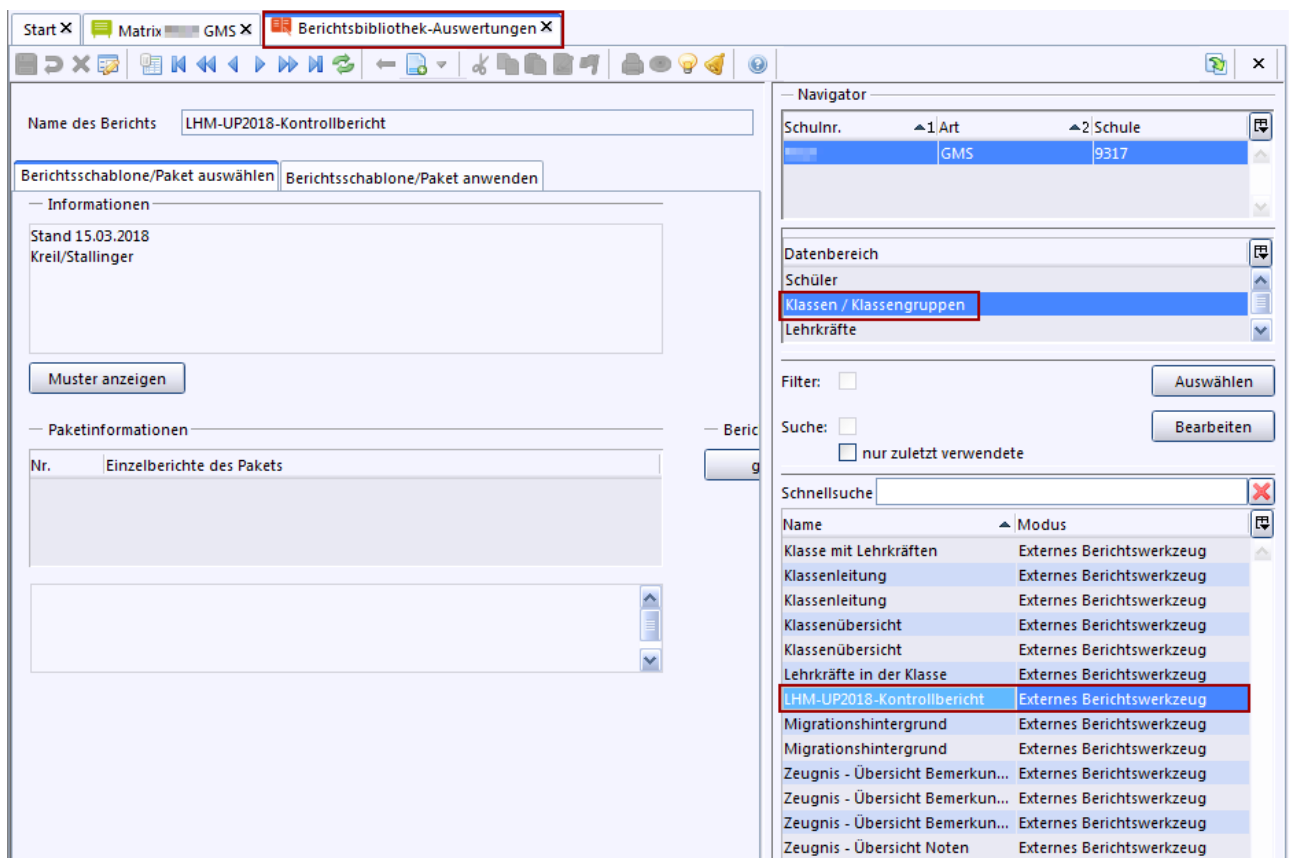 Start
Matrix GMS
Berichtsbibliothek-Auswertungen
Name des Berichts LHM-UP2018-Kontrollbericht
Berichtsschablone/Paket auswählen Berichtsschablone/Paket anwenden
Informationen
Stand 15.03.2018
Kreil/Stallinger
Muster anzeigen
Paketinformationen
Nr. Einzelberichte des Pakets
Beric
g
Navigator
Schulnr. 1 Art 2 Schule
GMS 9317
Datenbereich
Schüler
Klassen / Klassengruppen
Lehrkräfte
Filter: Auswählen
Suche: Bearbeiten
nur zuletzt verwendete
Schnellsuche
Name Modus
Klasse mit Lehrkräften Externes Berichtswerkzeug
Klassenleitung Externes Berichtswerkzeug
Klassenleitung Externes Berichtswerkzeug
Klassenübersicht Externes Berichtswerkzeug
Klassenübersicht Externes Berichtswerkzeug
Lehrkräfte in der Klasse Externes Berichtswerkzeug
LHM-UP2018-Kontrollbericht Externes Berichtswerkzeug
Migrationshintergrund Externes Berichtswerkzeug
Migrationshintergrund Externes Berichtswerkzeug
Zeugnis - Übersicht Bemerkun... Externes Berichtswerkzeug
Zeugnis - Übersicht Bemerkun... Externes Berichtswerkzeug
Zeugnis - Übersicht Bemerkun... Externes Berichtswerkzeug
Zeugnis - Übersicht Noten Externes Berichtswerkzeug